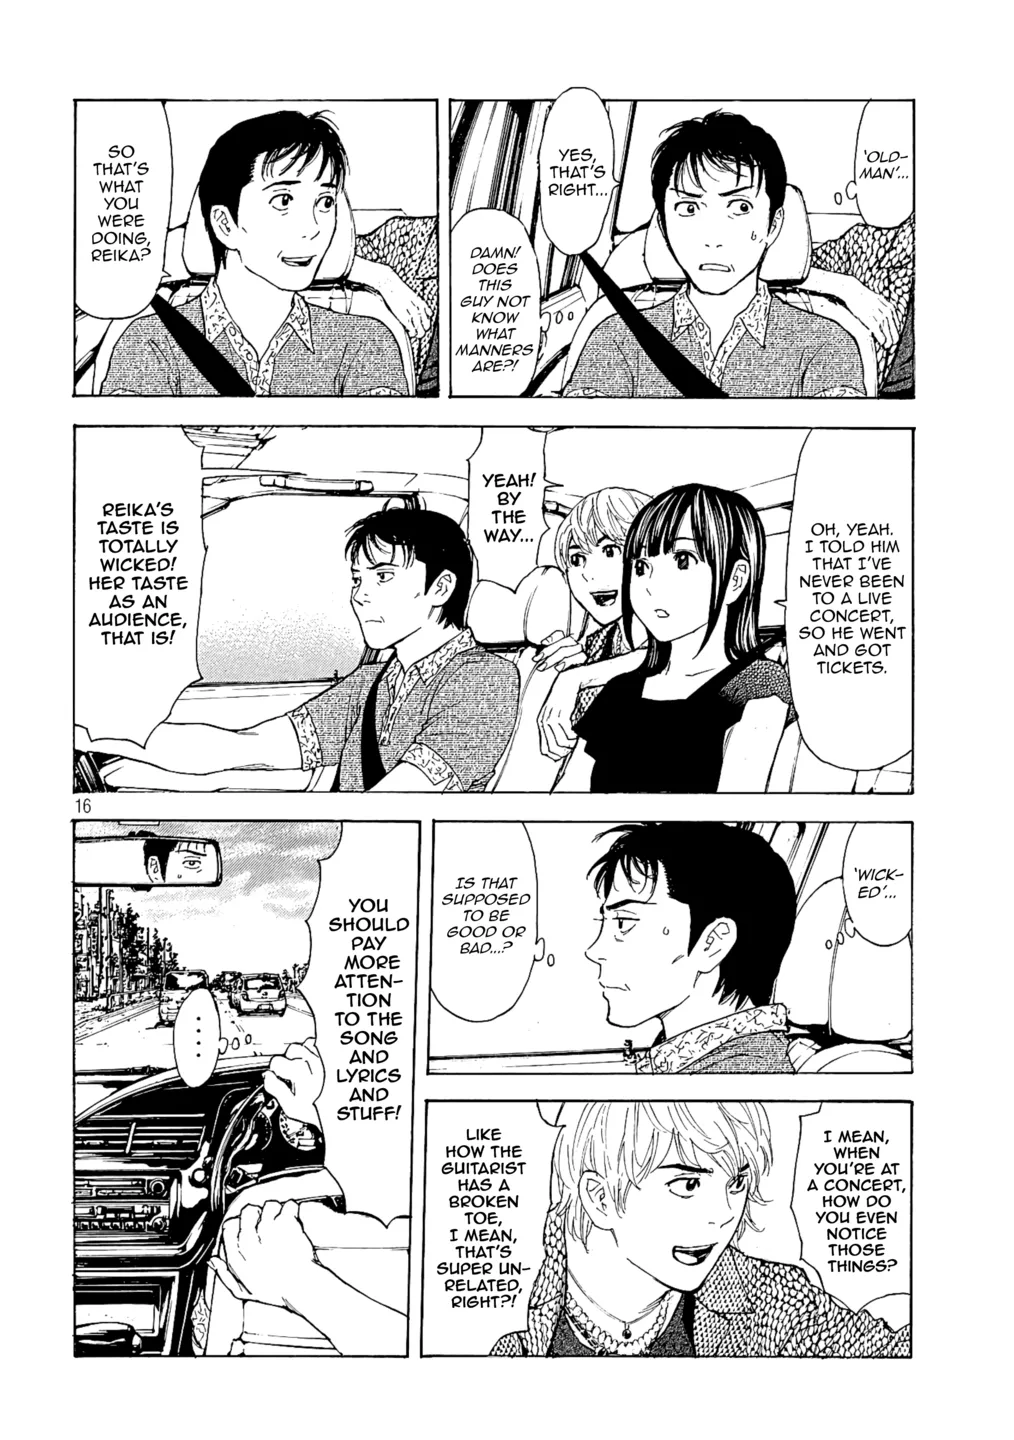 'OLD-
MAN'...
YES,
THAT'S
RIGHT...
DAMN!
DOES
THIS
GUY NOT
KNOW
WHAT
MANNERS
ARE?!
SO
THAT'S
WHAT
YOU
WERE
DOING,
REIKA?
OH, YEAH.
I TOLD HIM
THAT I'VE
NEVER BEEN
TO A LIVE
CONCERT,
SO HE WENT
AND GOT
TICKETS.
YEAH!
BY
THE
WAY...
REIKA'S
TASTE IS
TOTALLY
WICKED!
HER TASTE
AS AN
AUDIENCE,
THAT IS!
16
'WICK-
ED'...
IS THAT
SUPPOSED
TO BE
GOOD OR
BAD...?
I MEAN,
WHEN
YOU'RE AT
A CONCERT,
HOW DO
YOU EVEN
NOTICE
THOSE
THINGS?
LIKE
HOW THE
GUITARIST
HAS A
BROKEN
TOE,
I MEAN,
THAT'S
SUPER UN-
RELATED,
RIGHT?!
YOU
SHOULD
PAY
MORE
ATTEN-
TION
TO THE
SONG
AND
LYRICS
AND
STUFF!
....